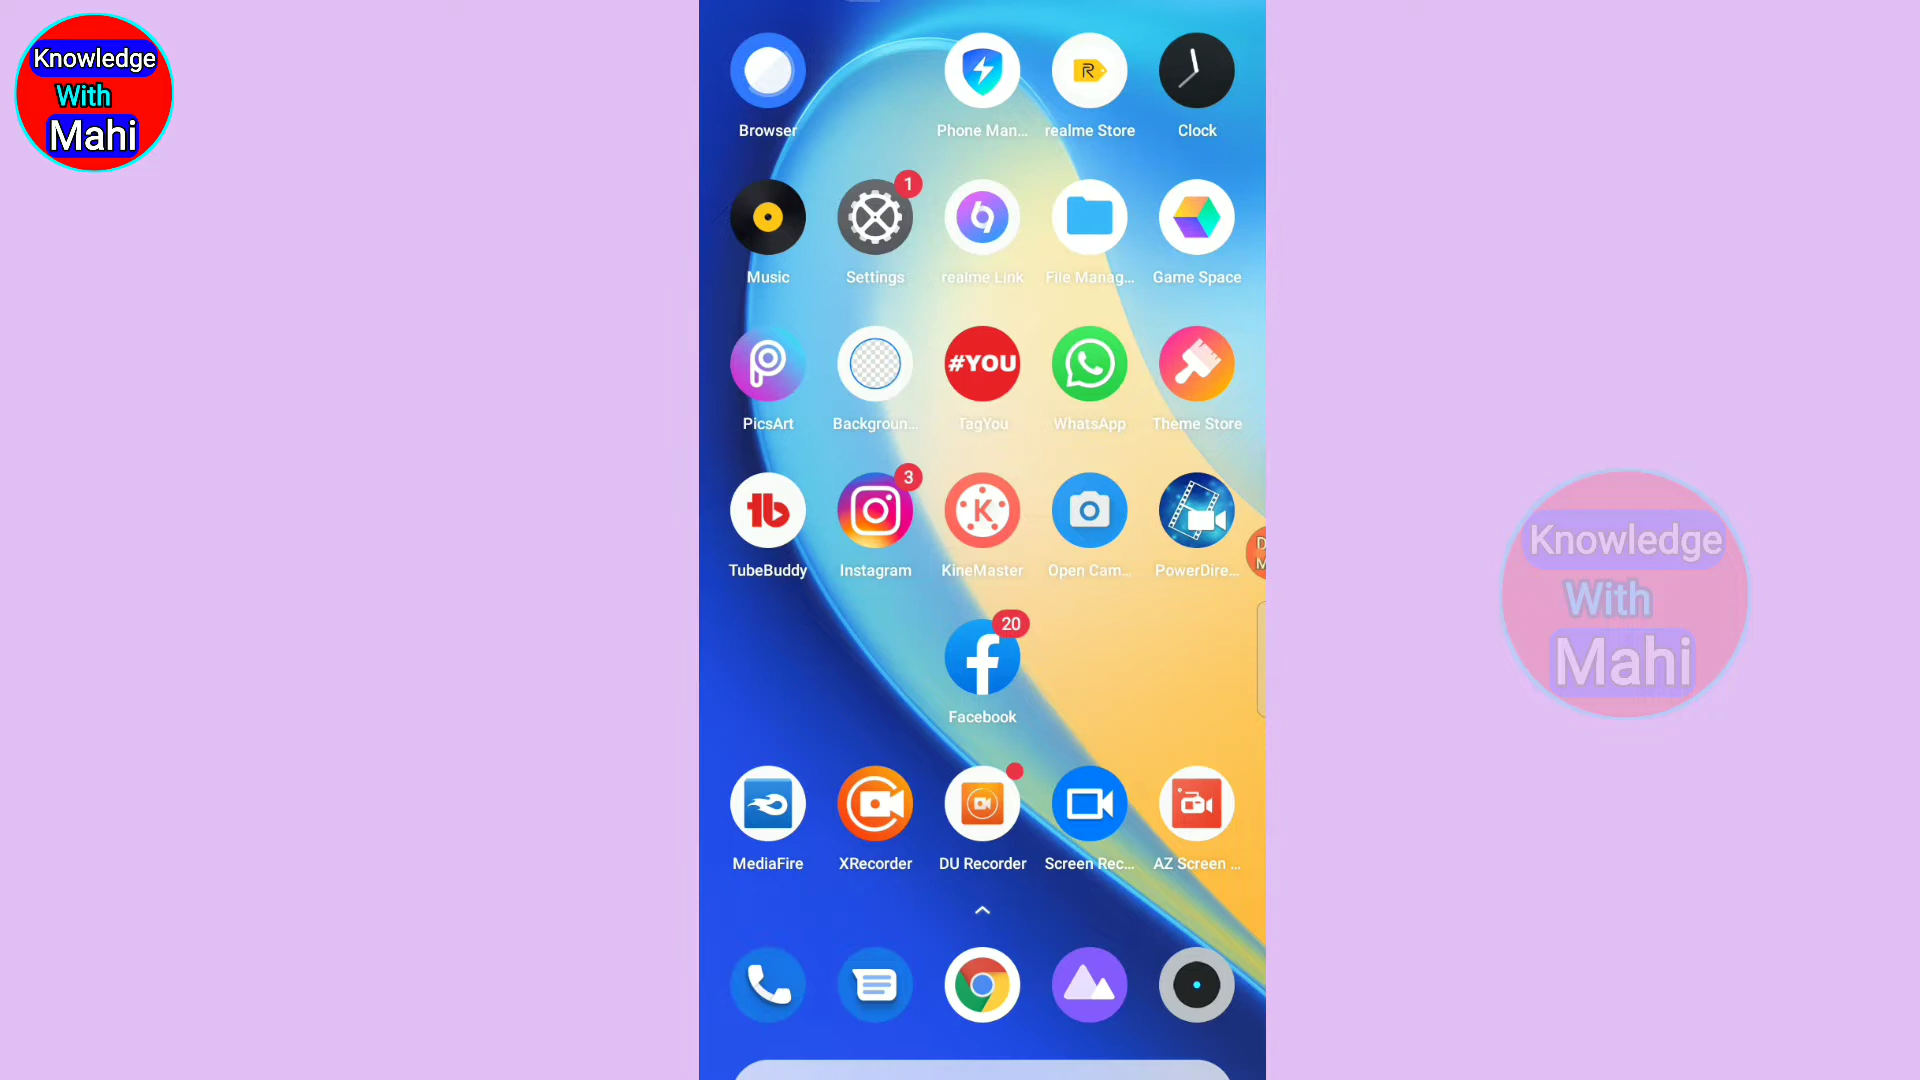 Knowledge
With
Mahi
Browser
Phone Man...
realme Store
Clock
R
Music
Settings
realme Link
File Manag...
Game Space
1
#YOU
PicsArt
Backgroun...
TagYou
WhatsApp
Theme Store
3
K
TubeBuddy
Instagram
KineMaster
Open Cam...
PowerDire...
D
M
20
Facebook
MediaFire
XRecorder
DU Recorder
Screen Rec...
AZ Screen ...
Knowledge
With
Mahi